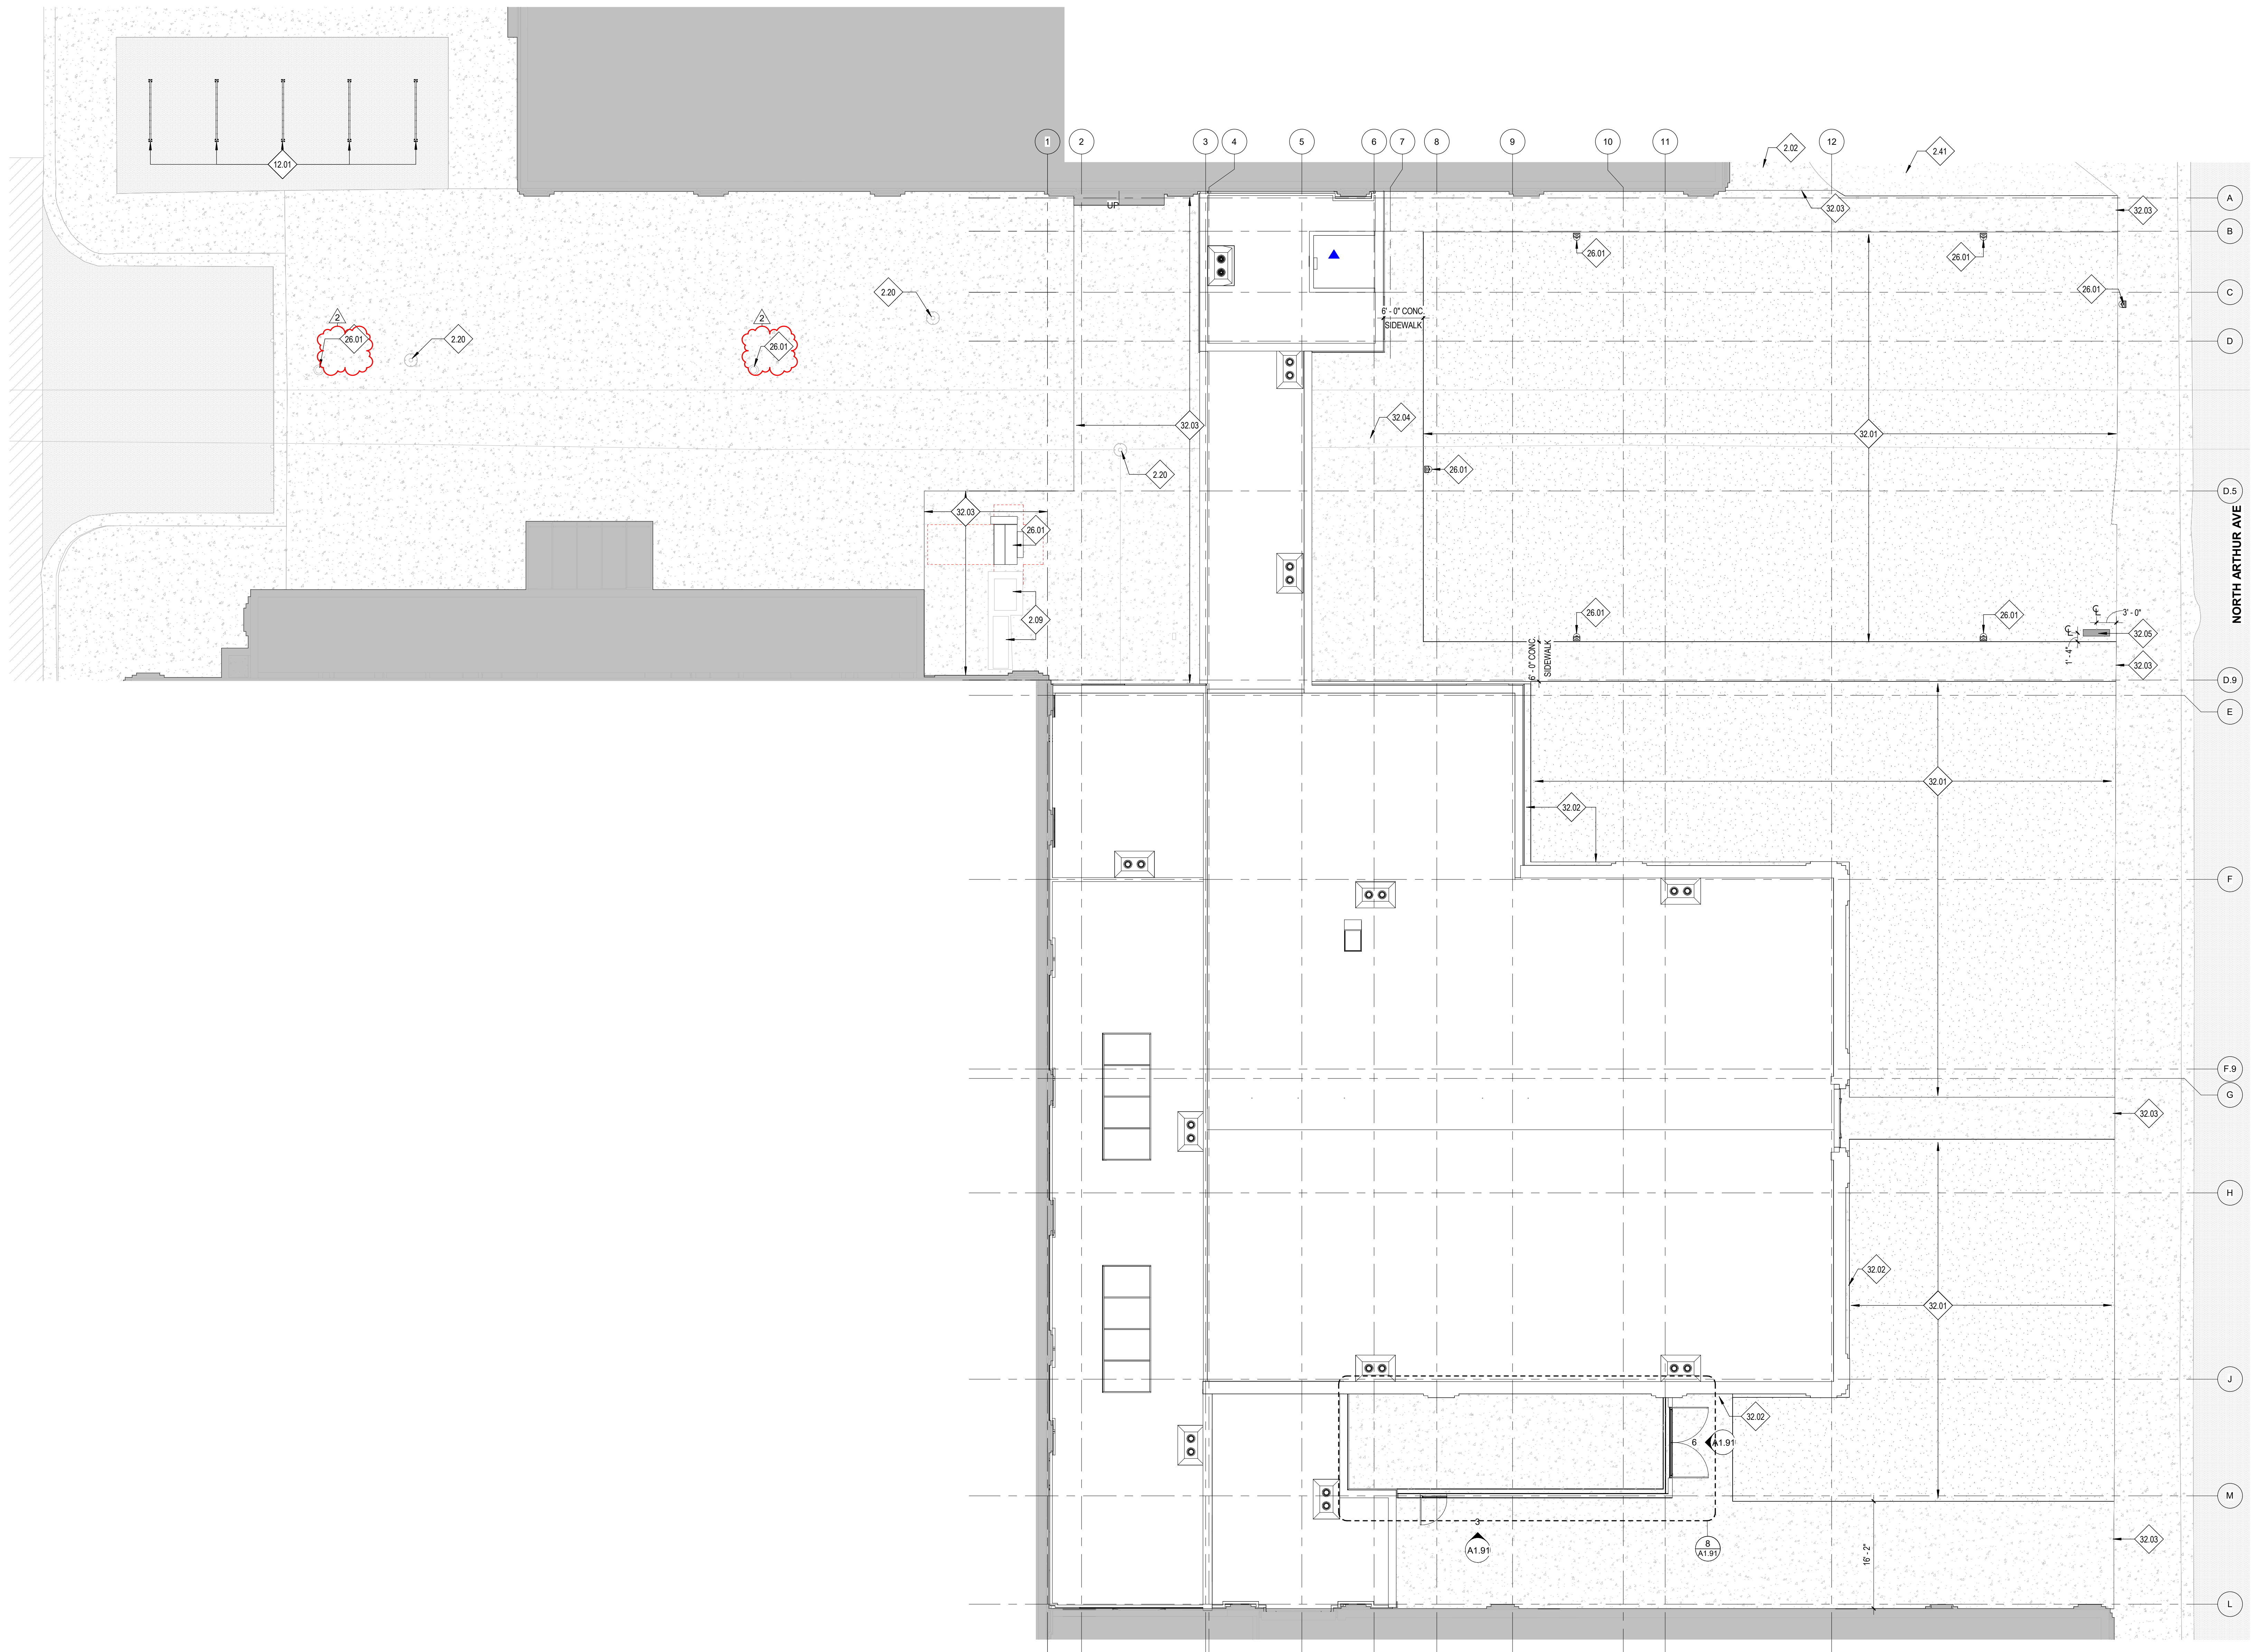 1
2
3
4
5
6
7
8
9
10
11
12
2.02
2.41
12.01
UP
A
32.03
32.03
B
26.01
26.01
2.20
26.01
C
6' - 0" CONC.
SIDEWALK
2
26.01
2.20
2
26.01
D
32.04
32.03
32.01
26.01
2.20
D.5
32.03
26.01
NORTH ARTHUR AVE
2.09
26.01
26.01
CL
3' - 0"
CL
32.05
1' - 4"
6' - 0" CONC.
SIDEWALK
32.03
D.9
E
32.01
32.02
F
F.9
G
32.03
H
32.02
32.01
J
32.02
6
A1.91
M
3
A1.91
8
A1.91
16' - 2"
32.03
L